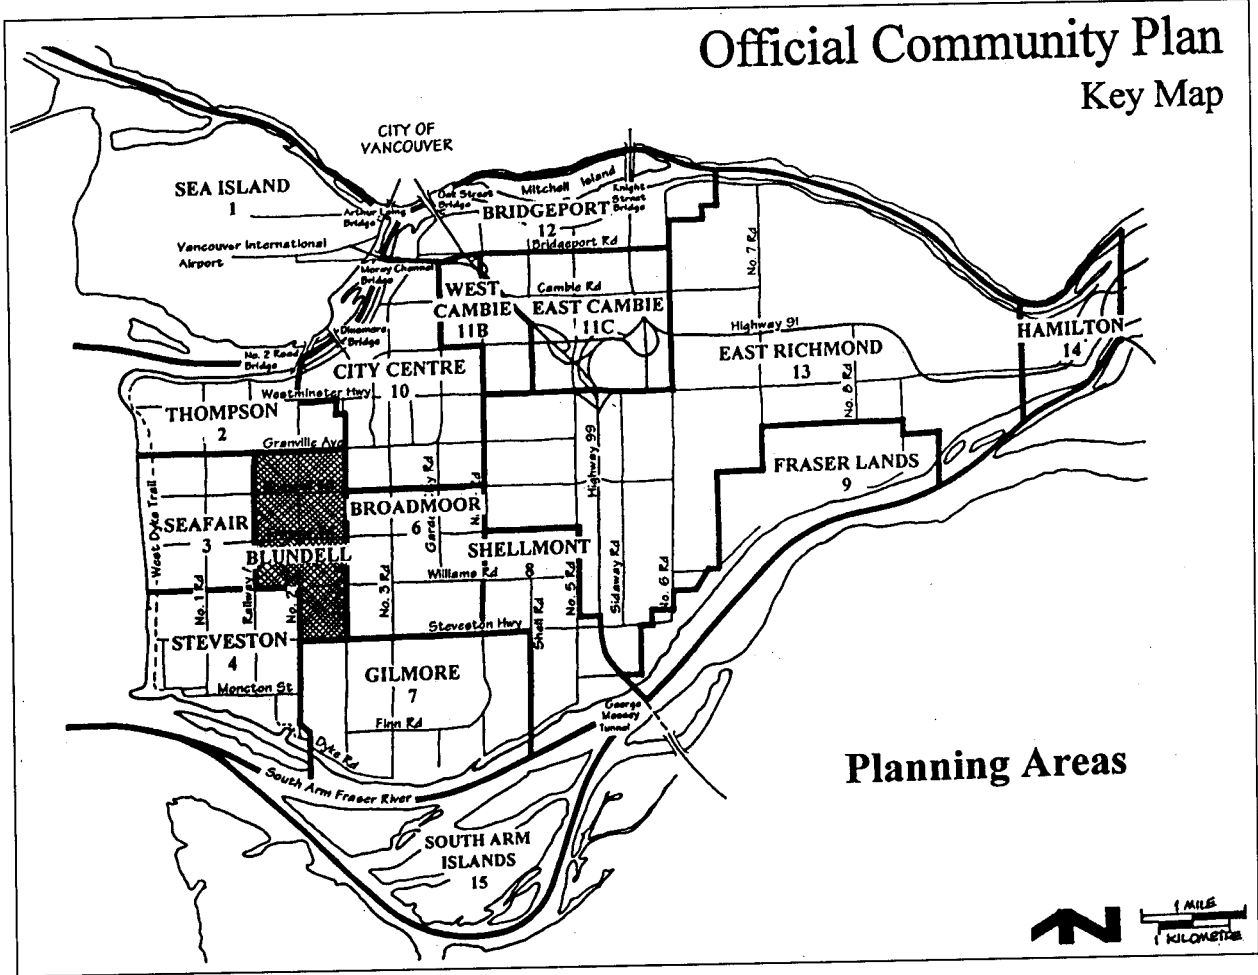 Official Community Plan
Key Map
CITY OF
VANCOUVER
SEA ISLAND
1
Arthur Laing
Bridge
Oak Street
Bridge
Mitchell Island
Knight
Street
Bridge
BRIDGEPORT
12
Bridgeport Rd
Vancouver International
Airport
Moray Channel
Bridge
No. 7 Rd
WEST
CAMBIE
11B
Cambie Rd
EAST CAMBIE
11C
Dinsmore
Bridge
No. 2 Road
Bridge
Highway 91
HAMILTON
14
EAST RICHMOND
13
No. 8 Rd
CITY CENTRE
10
Westminster Hwy
THOMPSON
2
Granville Ave
Highway 99
FRASER LANDS
9
West Dyke Trail
SEAFAIR
3
BROADMOOR
6
BLUNDELL
SHELLMONT
8
Williams Rd
No. 1 Rd
Railway
No. 2
No. 3 Rd
Shell Rd
No. 5 Rd
Sidaway Rd
No. 6 Rd
Steveston Hwy
STEVESTON
4
Moncton St
GILMORE
7
Finn Rd
Dyke Rd
George
Massey
Tunnel
South Arm Fraser River
Planning Areas
SOUTH ARM
ISLANDS
15
N
1 MILE
1 KILOMETRE